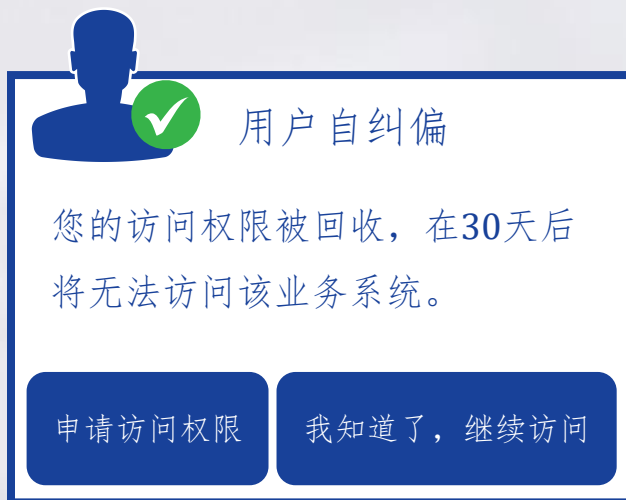 用户自纠偏
您的访问权限被回收，在30天后
将无法访问该业务系统。
申请访问权限
我知道了，继续访问